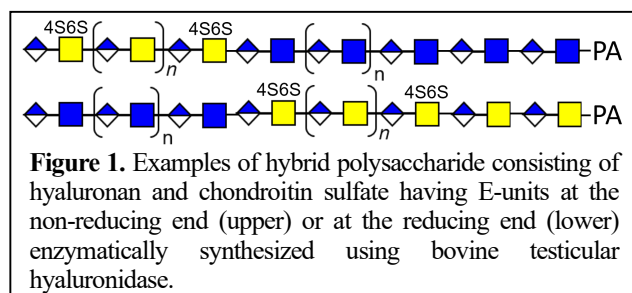 4S6S 4S6S
n n PA
4S6S 4S6S
n n PA
Figure 1. Examples of hybrid polysaccharide consisting of
hyaluronan and chondroitin sulfate having E-units at the
non-reducing end (upper) or at the reducing end (lower)
enzymatically synthesized using bovine testicular
hyaluronidase.